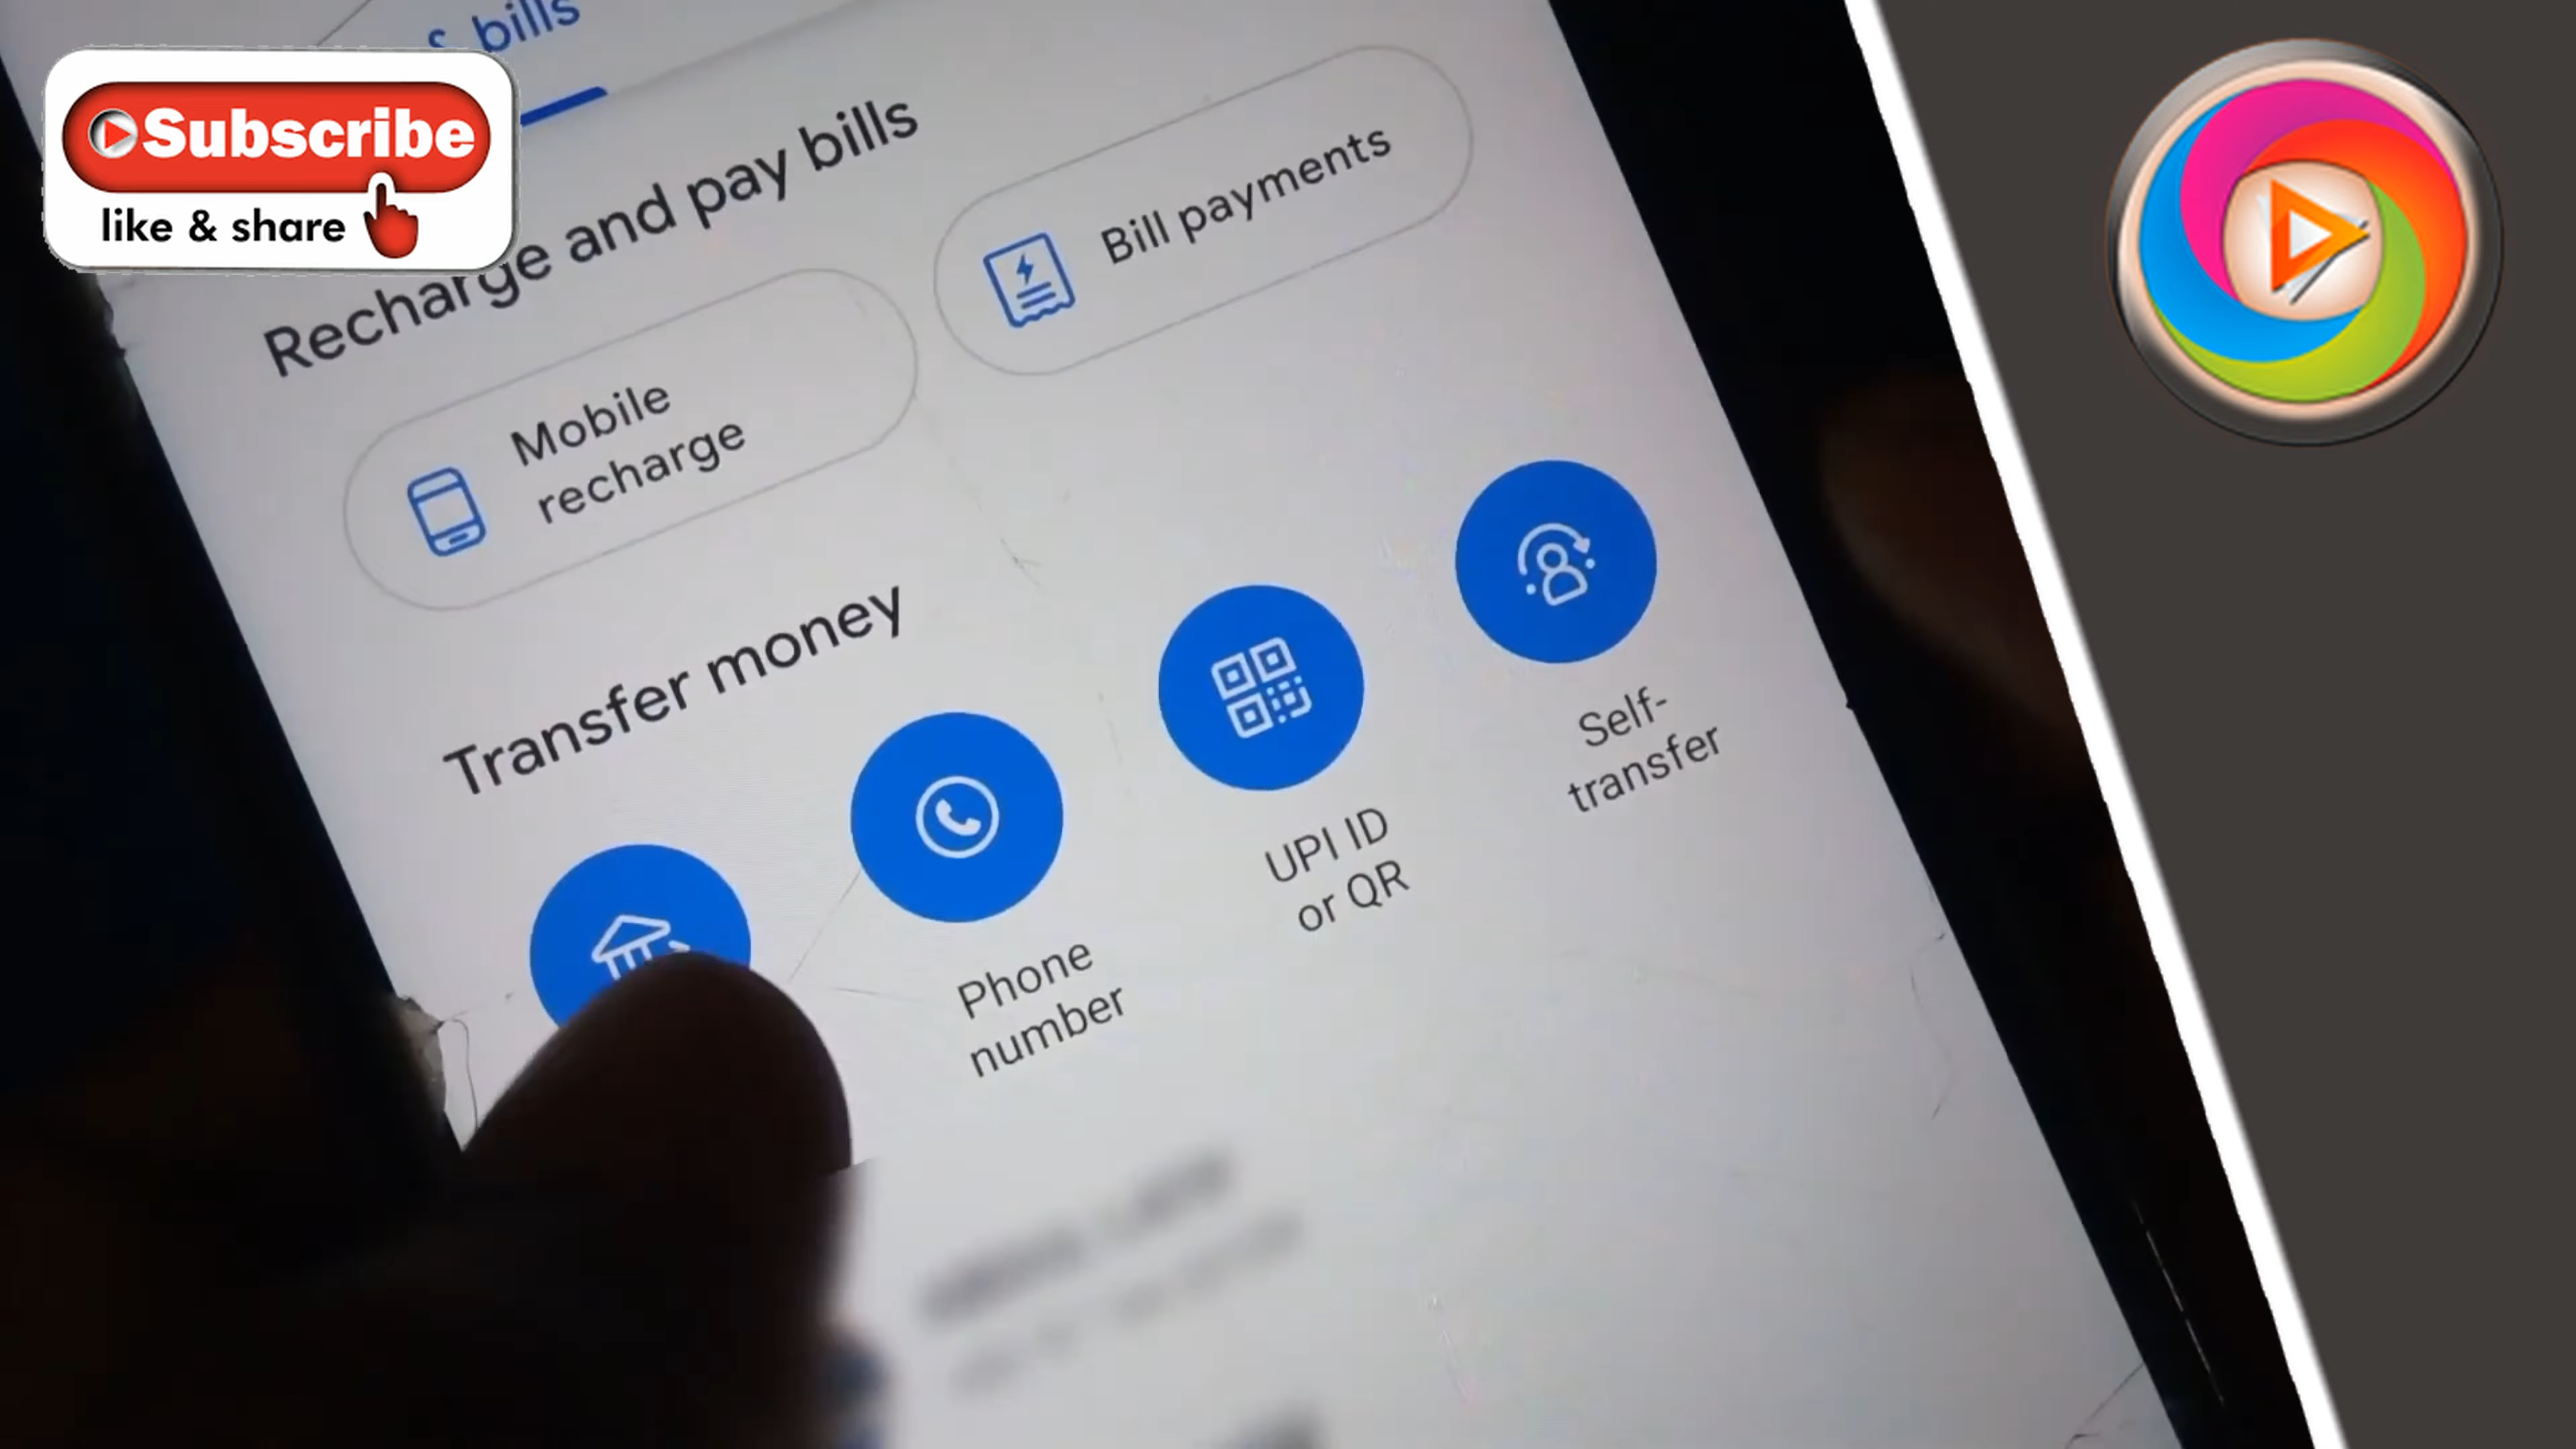 bills
Subscribe
like & share
Recharge and pay bills
Bill payments
Mobile
recharge
Transfer money
Self-
transfer
UPI ID
or QR
Phone
number